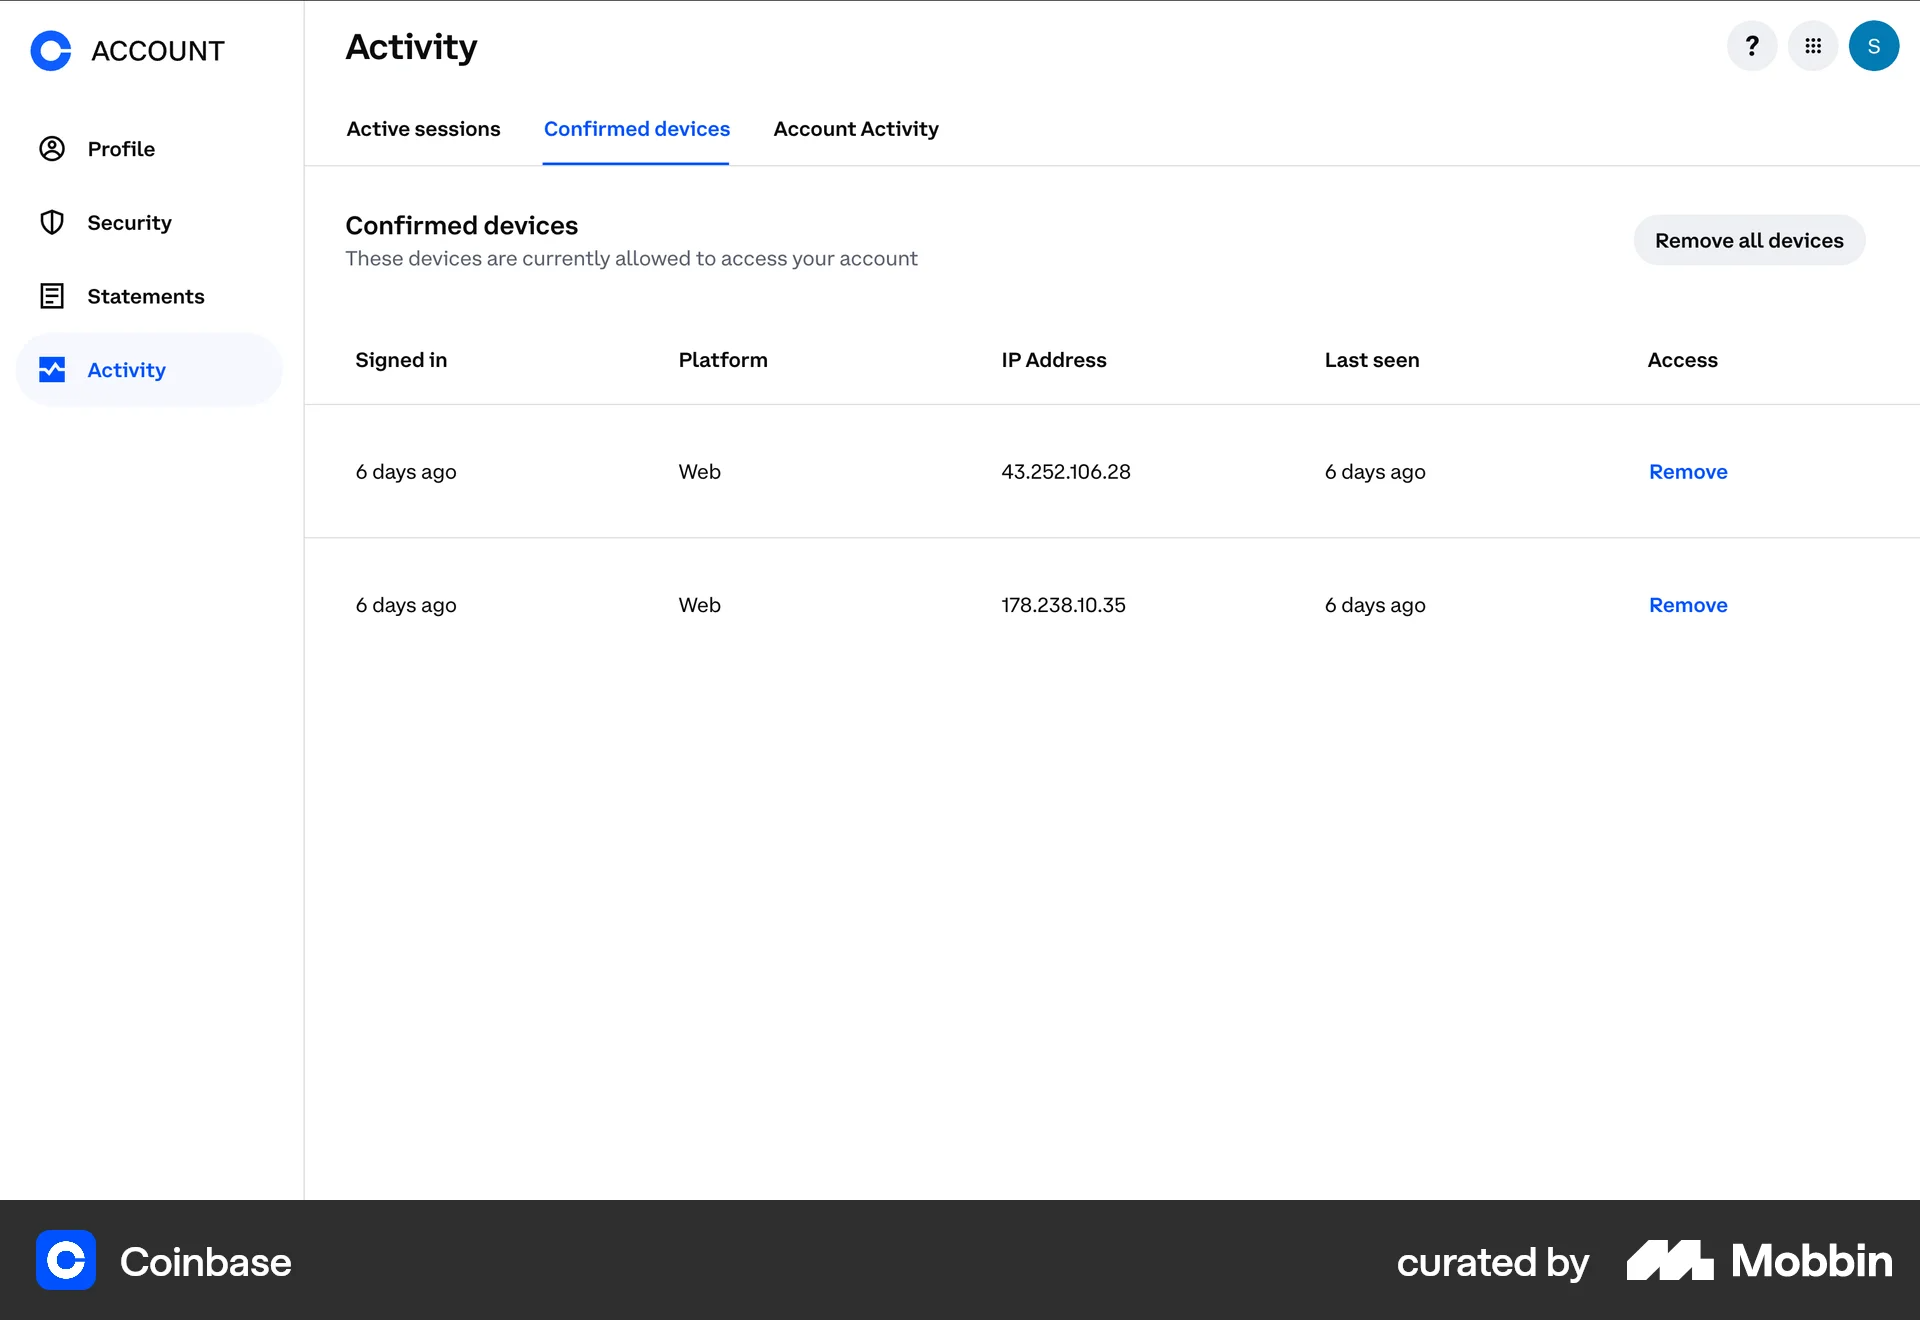 ACCOUNT
Profile
Security
Statements
Activity
Activity
? S
Active sessions Confirmed devices Account Activity
Confirmed devices
These devices are currently allowed to access your account
Remove all devices
Signed in Platform IP Address Last seen Access
6 days ago Web 43.252.106.28 6 days ago Remove
6 days ago Web 178.238.10.35 6 days ago Remove
Coinbase
curated by Mobbin